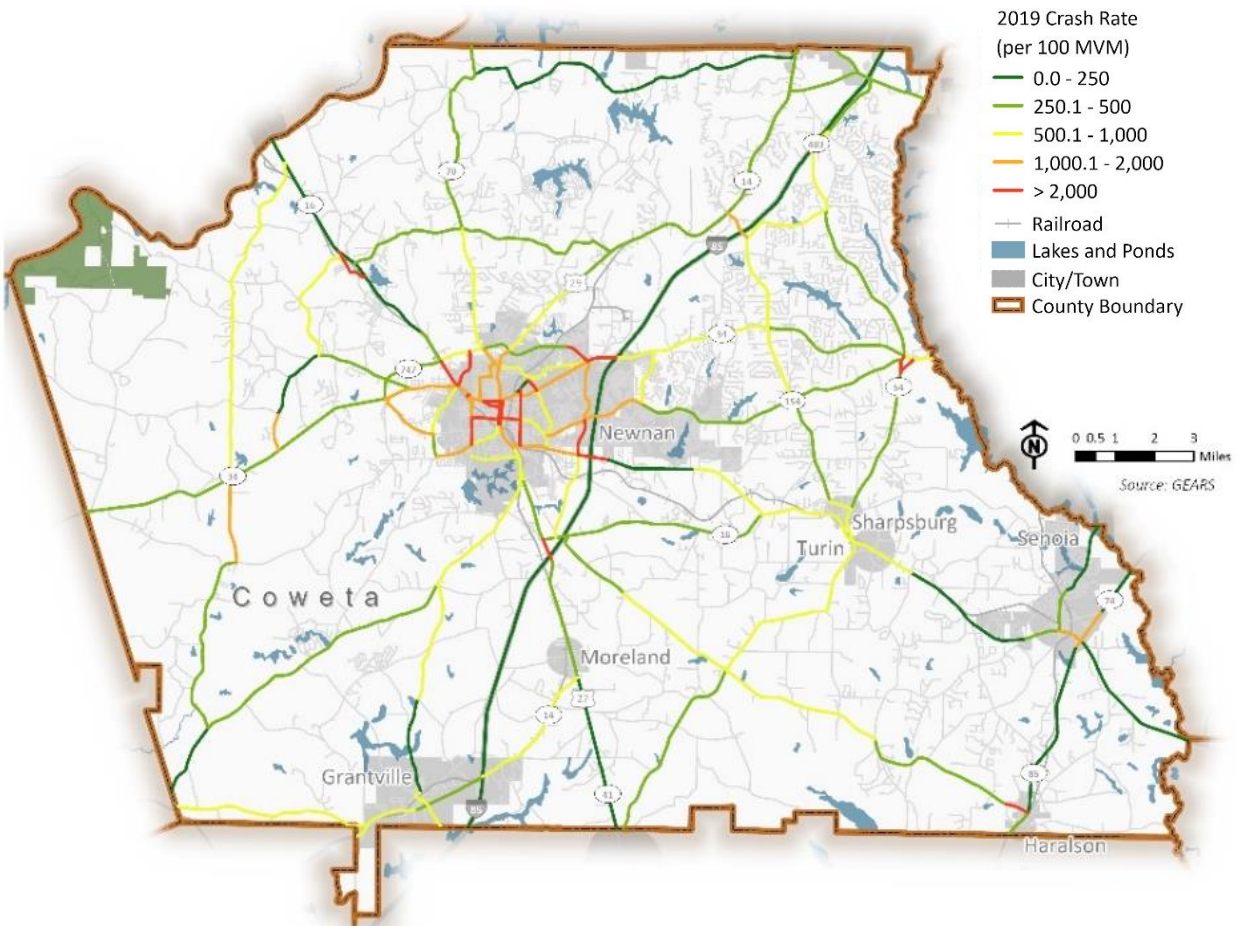 2019 Crash Rate
(per 100 MVM)
0.0 - 250
250.1 - 500
500.1 - 1,000
1,000.1 - 2,000
> 2,000
Railroad
Lakes and Ponds
City/Town
County Boundary
N
0 0.5 1 2 3
Miles
Source: GEARS
403
70
14
16
85
29
34
747
54
154
Newnan
34
Sharpsburg
16
Turin
Senoia
Coweta
74
Moreland
27
14
Grantville
85
41
85
Haralson